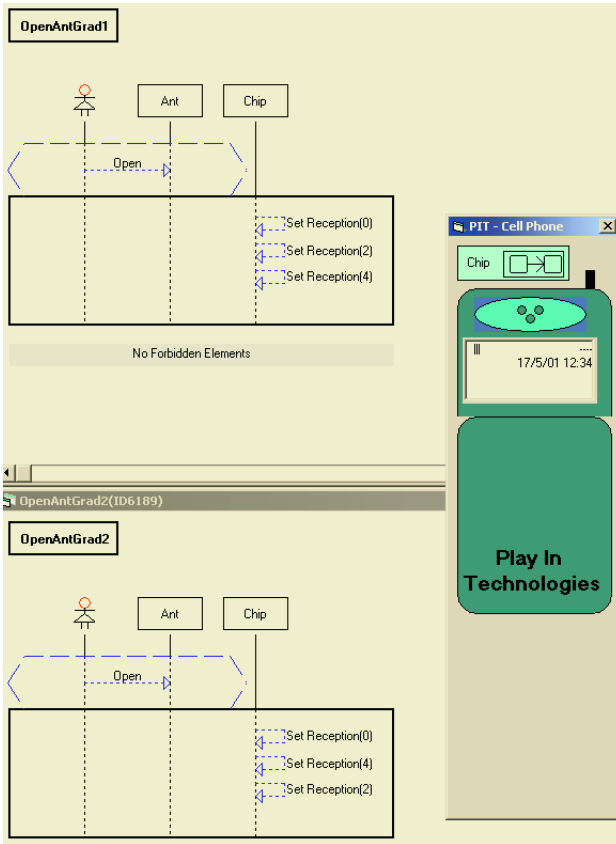 OpenAntGrad1
Ant
Chip
Open
Set Reception(0)
Set Reception(2)
Set Reception(4)
No Forbidden Elements
OpenAntGrad2(ID6189)
OpenAntGrad2
Ant
Chip
Open
Set Reception(0)
Set Reception(4)
Set Reception(2)
PIT - Cell Phone
Chip
17/5/01 12:34
Play In
Technologies